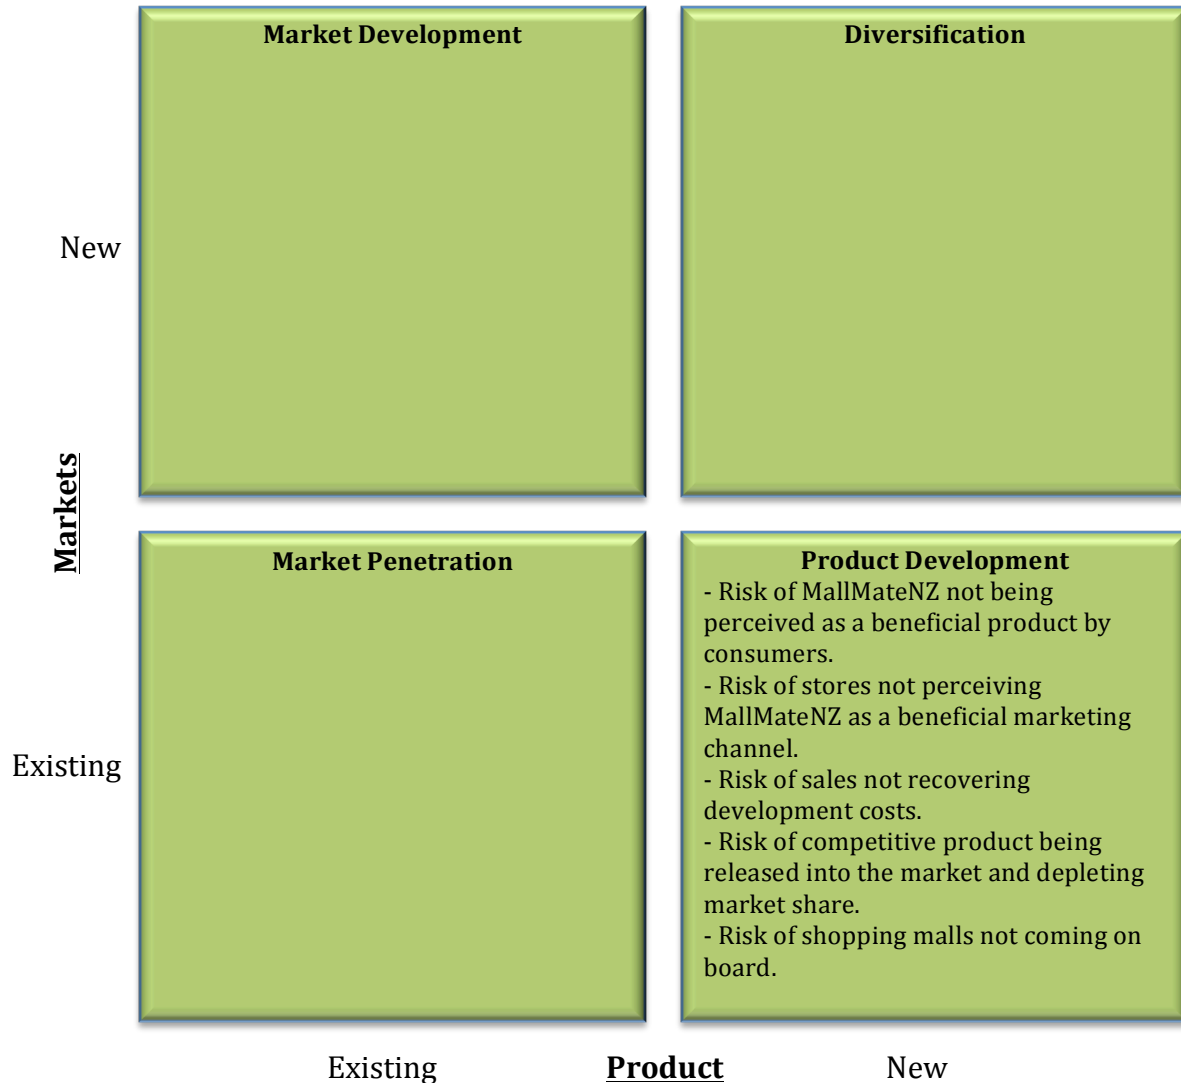 Market Development
Diversification
New
Markets
Market Penetration
Product Development
- Risk of MallMateNZ not being
perceived as a beneficial product by
consumers.
- Risk of stores not perceiving
MallMateNZ as a beneficial marketing
channel.
- Risk of sales not recovering
development costs.
- Risk of competitive product being
released into the market and depleting
market share.
- Risk of shopping malls not coming on
board.
Existing
Existing
Product
New